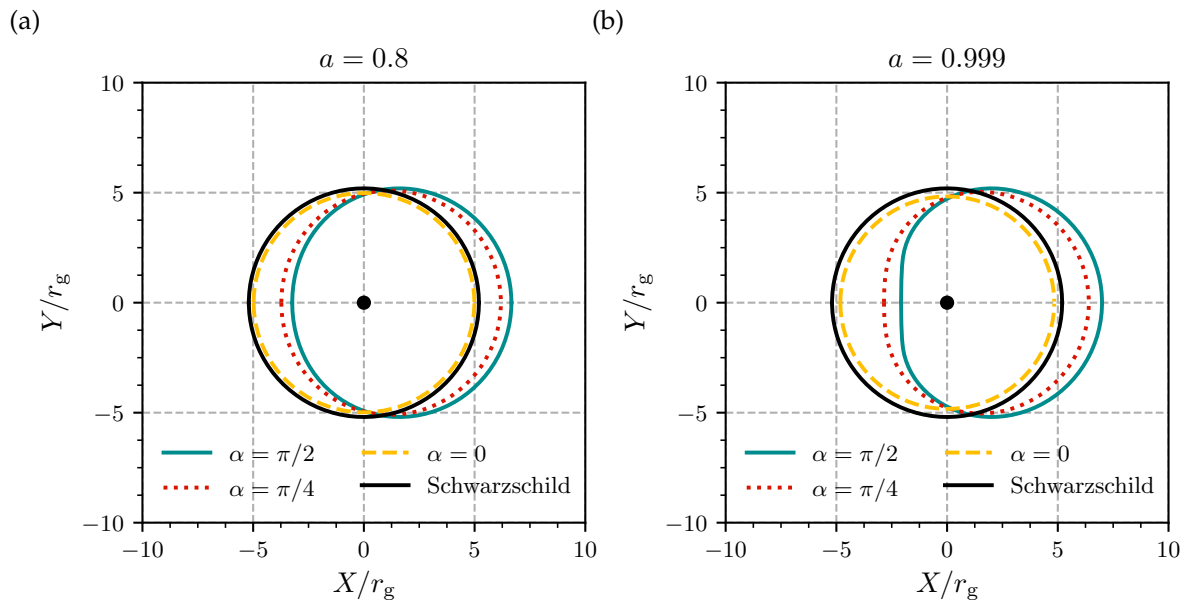 (a)
a = 0.8
10
5
0
−5
−10
Y/r_g
−10 −5 0 5 10
X/r_g
α = π/2
α = π/4
α = 0
Schwarzschild
(b)
a = 0.999
10
5
0
−5
−10
Y/r_g
−10 −5 0 5 10
X/r_g
α = π/2
α = π/4
α = 0
Schwarzschild